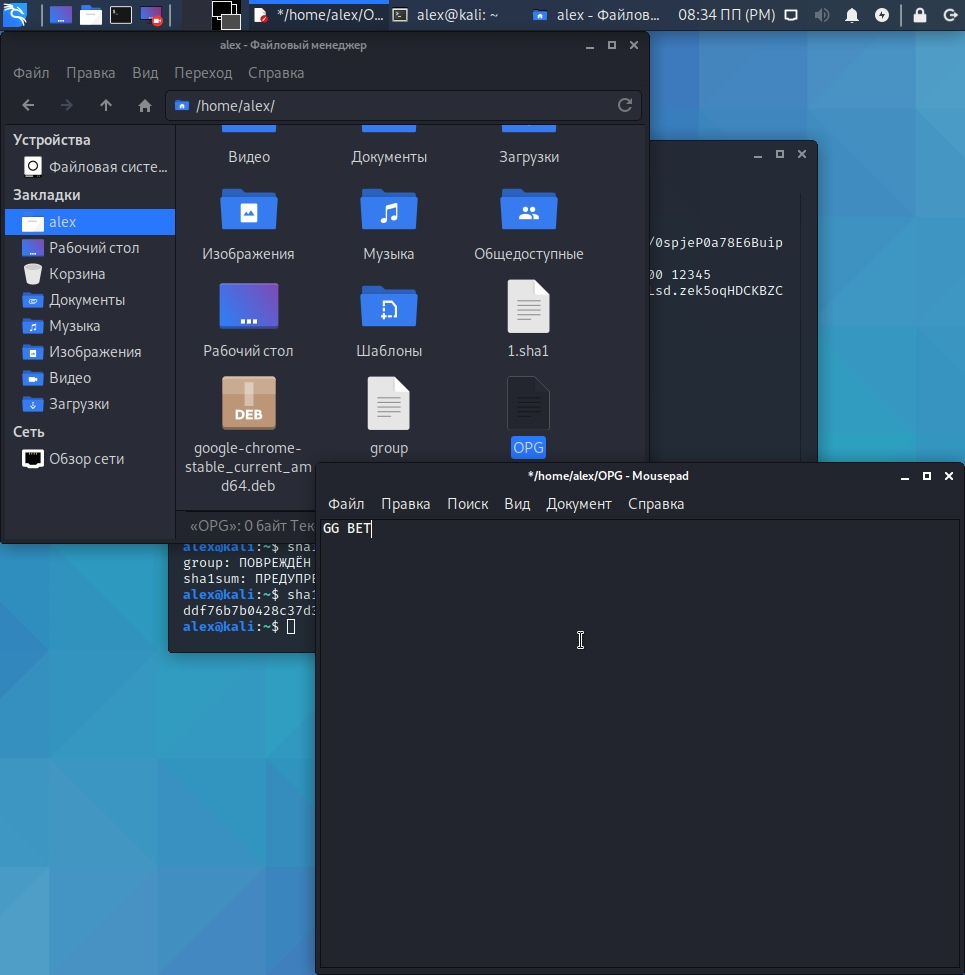 */home/alex/O...
alex@kali: ~
alex - Файлов...
08:34 ПП (PM)
alex - Файловый менеджер
Файл Правка Вид Переход Справка
/home/alex/
Устройства
Файловая систе...
Закладки
alex
Рабочий стол
Корзина
Документы
Музыка
Изображения
Видео
Загрузки
Сеть
Обзор сети
Видео Документы Загрузки
Изображения Музыка Общедоступные
Рабочий стол Шаблоны 1.sha1
DEB
google-chrome-
stable_current_am
d64.deb
group
OPG
«OPG»: 0 байт Тек
/0spjeP0a78E6Buip
00 12345
sd.zek5oqHDCKBZC
alex@kali:~$ sha1
group: ПОВРЕЖДЁН
sha1sum: ПРЕДУПРЕ
alex@kali:~$ sha1
ddf76b7b0428c37d3
alex@kali:~$
*/home/alex/OPG - Mousepad
Файл Правка Поиск Вид Документ Справка
GG BET